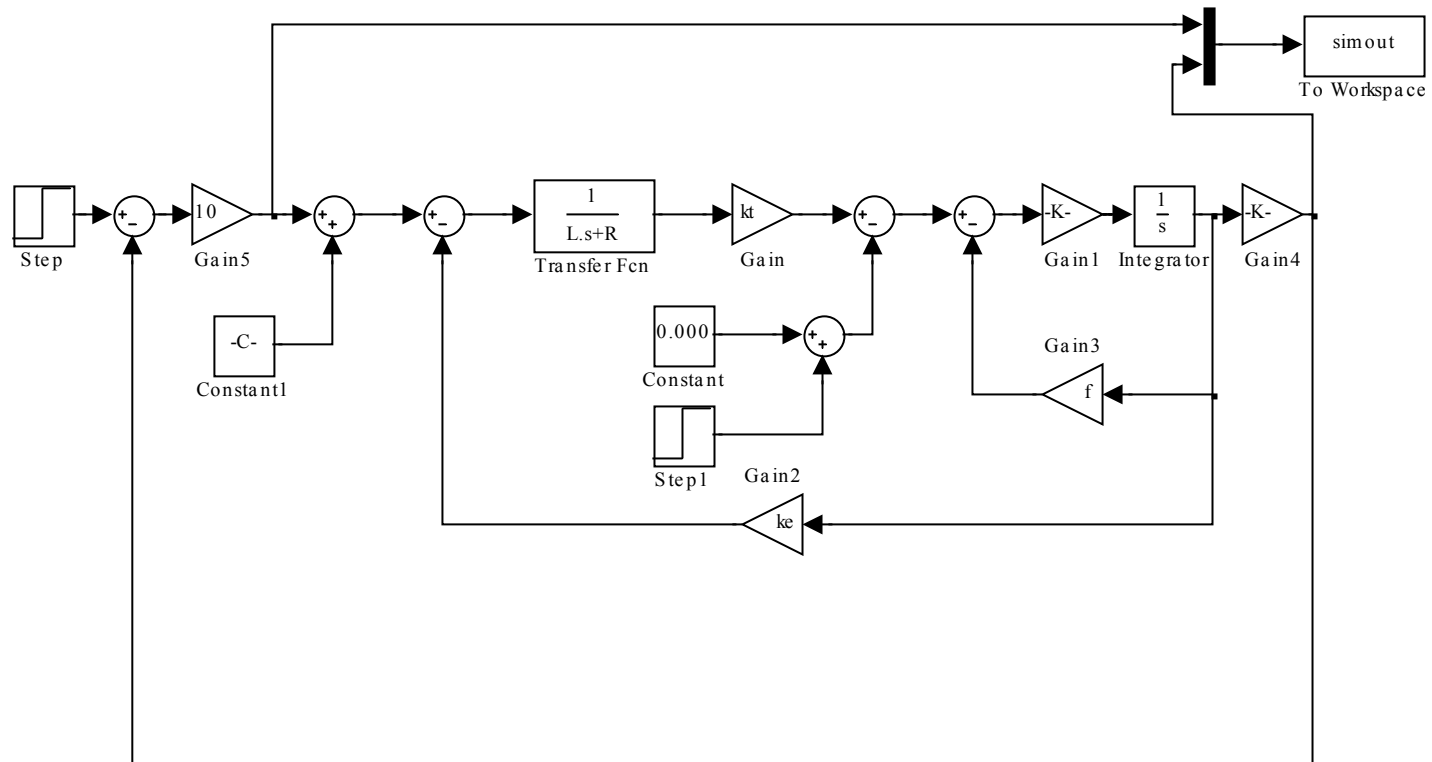 simout
To Workspace
+
−
10
+
+
+
−
1
L.s+R
kt
+
−
+
−
-K-
1
s
-K-
Step
Gain5
Transfer Fcn
Gain
Gain1
Integrator
Gain4
-C-
Constant1
0.000
+
+
Constant
Gain3
f
Step1
Gain2
ke